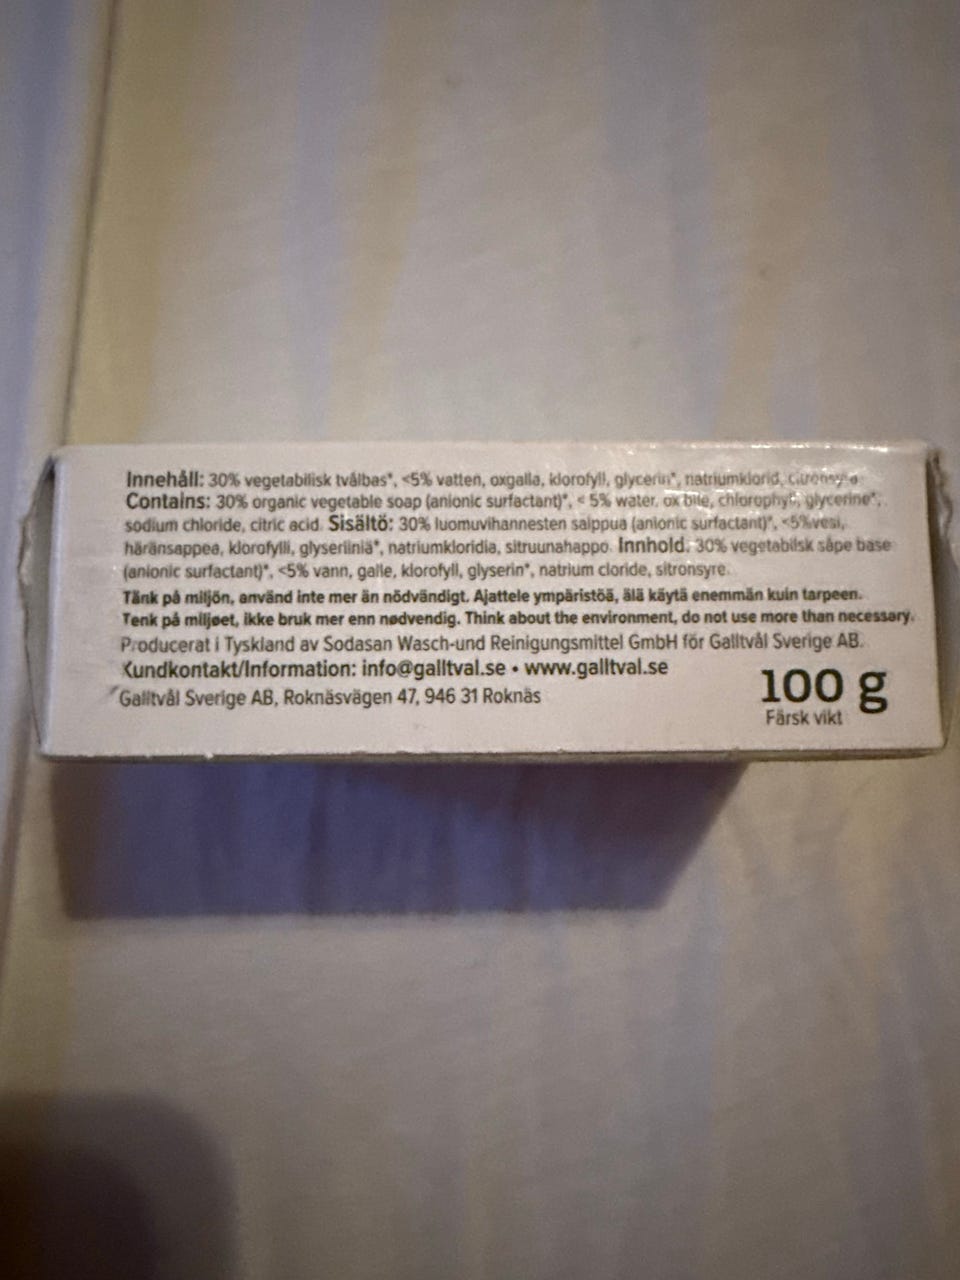 Innehåll: 30% vegetabilisk tvålbas*, <5% vatten, oxgalla, klorofyll, glycerin*, natriumklorid, citronsyra
Contains: 30% organic vegetable soap (anionic surfactant)*, < 5% water, ox bile, chlorophyll, glycerine*,
sodium chloride, citric acid. Sisältö: 30% luomuvihannesten saippua (anionic surfactant)*, <5%vesi,
häränsappea, klorofylli, glyseriiniä*, natriumkloridia, sitruunahappo. Innhold: 30% vegetabilsk såpe base
(anionic surfactant)*, <5% vann, galle, klorofyll, glyserin*, natrium cloride, sitronsyre.
Tänk på miljön, använd inte mer än nödvändigt. Ajattele ympäristöä, älä käytä enemmän kuin tarpeen.
Tenk på miljøet, ikke bruk mer enn nødvendig. Think about the environment, do not use more than necessary.
Producerat i Tyskland av Sodasan Wasch-und Reinigungsmittel GmbH för Galltvål Sverige AB.
Kundkontakt/Information: info@galltval.se • www.galltval.se
Galltvål Sverige AB, Roknäsvägen 47, 946 31 Roknäs
100 g
Färsk vikt